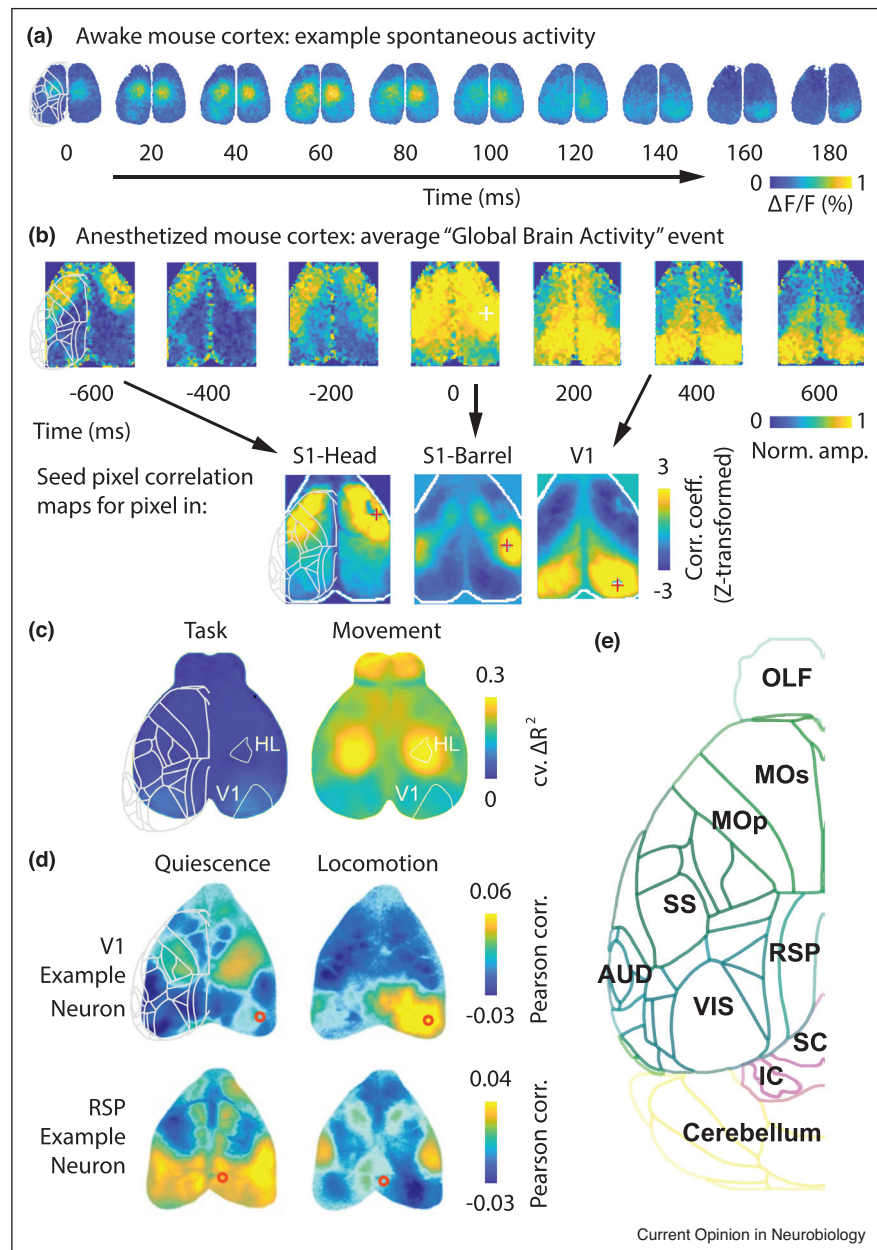 (a) Awake mouse cortex: example spontaneous activity
0 20 40 60 80 100 120 140 160 180
Time (ms)
0 1
ΔF/F (%)
(b) Anesthetized mouse cortex: average “Global Brain Activity” event
-600 -400 -200 0 200 400 600
Time (ms)
0 1
Norm. amp.
Seed pixel correlation
maps for pixel in:
S1-Head S1-Barrel V1
3
-3
Corr. coeff.
(Z-transformed)
(c) Task Movement
HL
V1
HL
V1
0.3
0
cv. ΔR²
(d) Quiescence Locomotion
V1
Example
Neuron
0.06
-0.03
Pearson corr.
RSP
Example
Neuron
0.04
-0.03
Pearson corr.
(e)
OLF
MOs
MOp
SS
RSP
AUD
VIS
SC
IC
Cerebellum
Current Opinion in Neurobiology